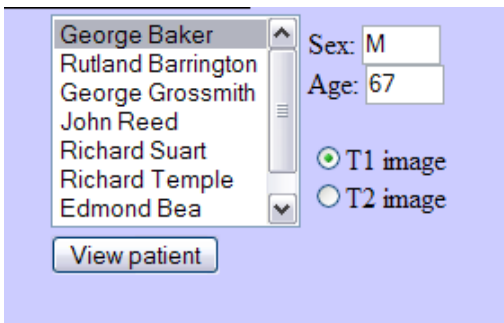 George Baker
Rutland Barrington
George Grossmith
John Reed
Richard Suart
Richard Temple
Edmond Bea
View patient
Sex: M
Age: 67
T1 image
T2 image